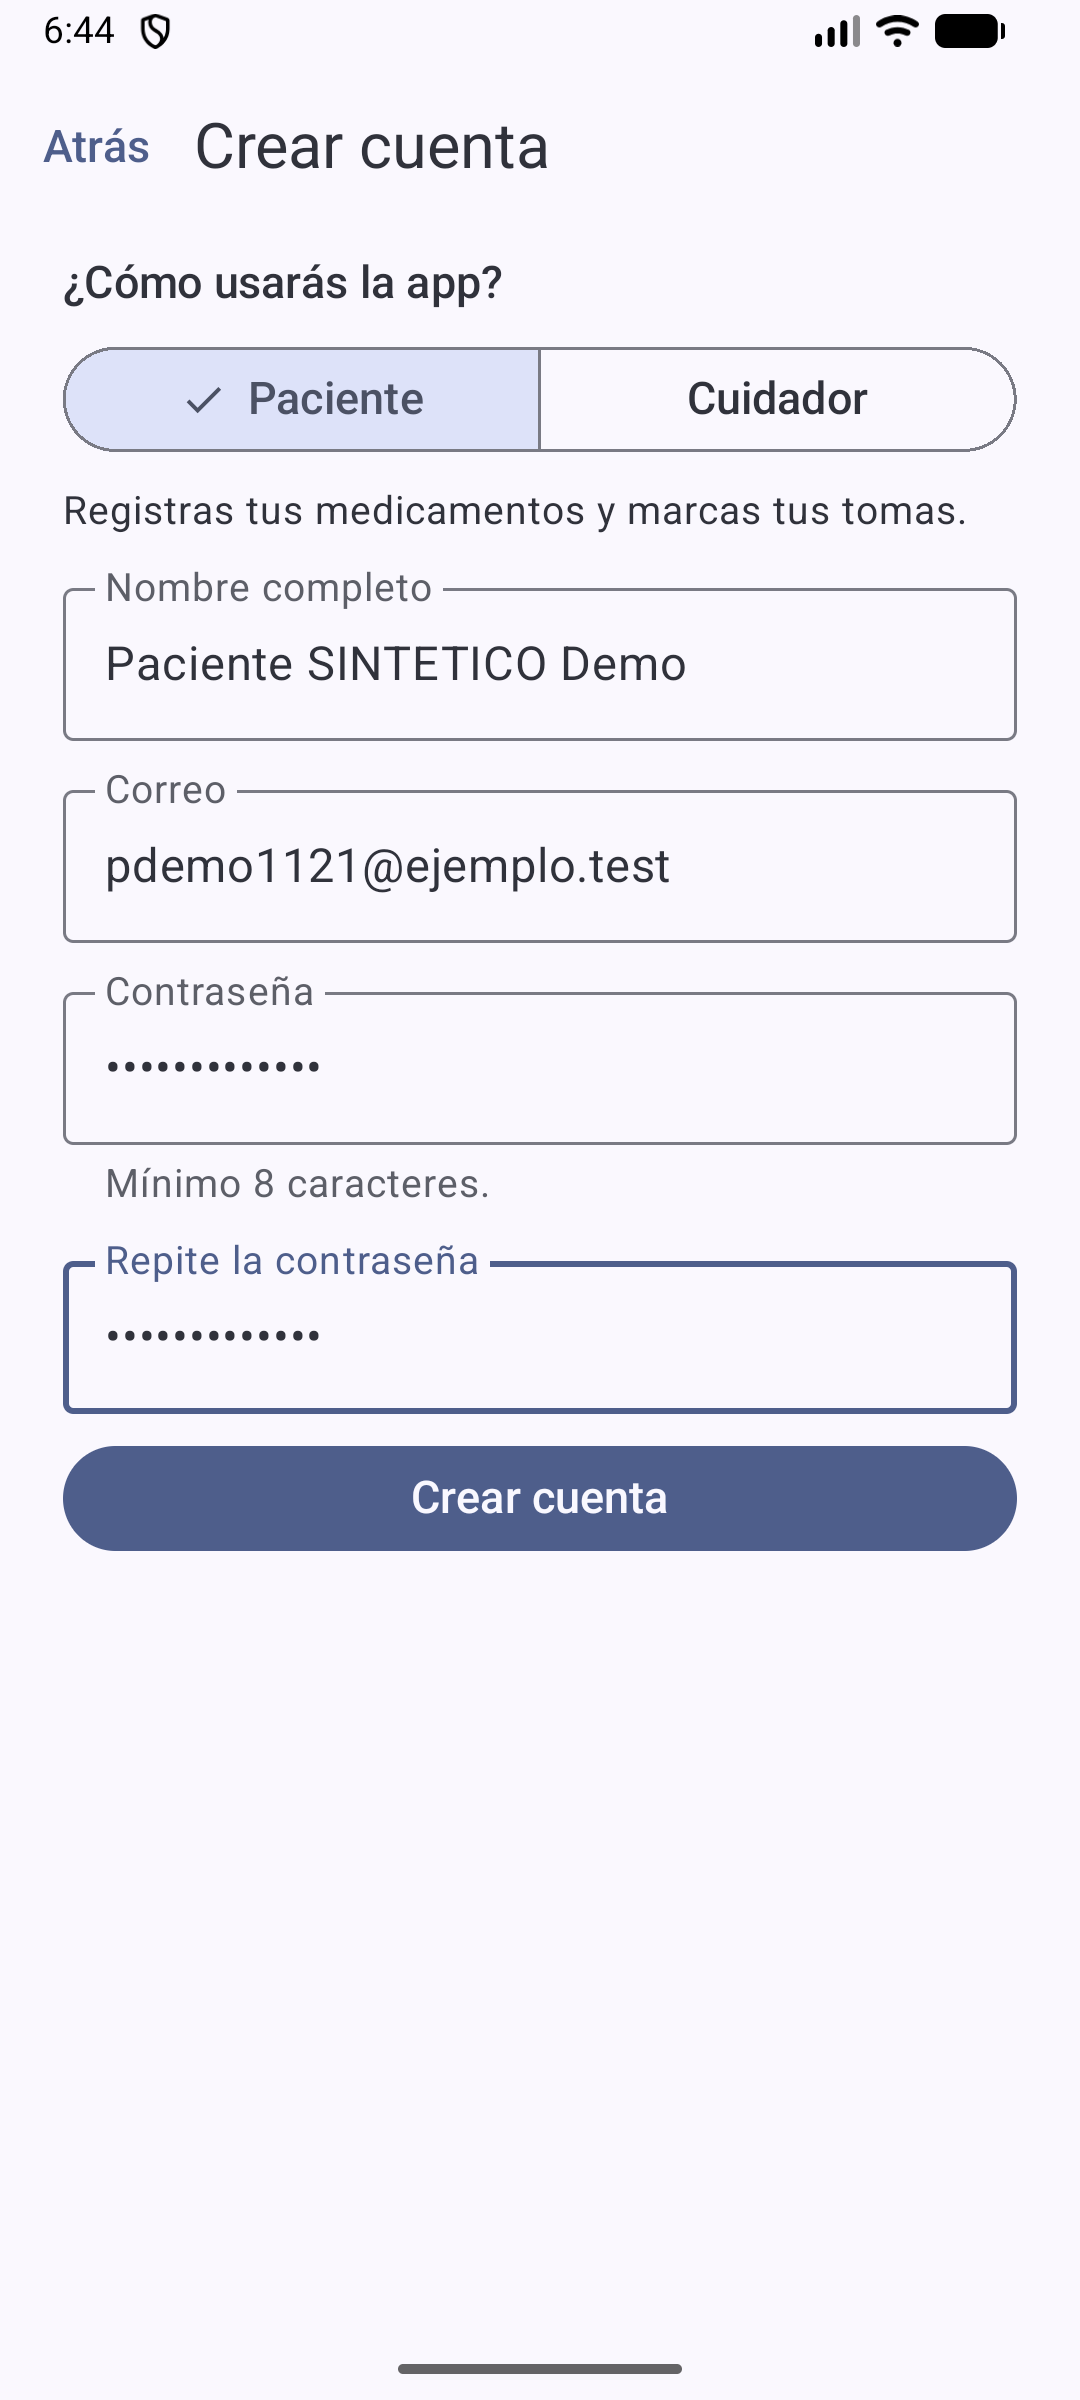 6:44
Atrás Crear cuenta
¿Cómo usarás la app?
Paciente Cuidador
Registras tus medicamentos y marcas tus tomas.
Nombre completo
Paciente SINTETICO Demo
Correo
pdemo1121@ejemplo.test
Contraseña
•••••••••••••
Mínimo 8 caracteres.
Repite la contraseña
•••••••••••••
Crear cuenta